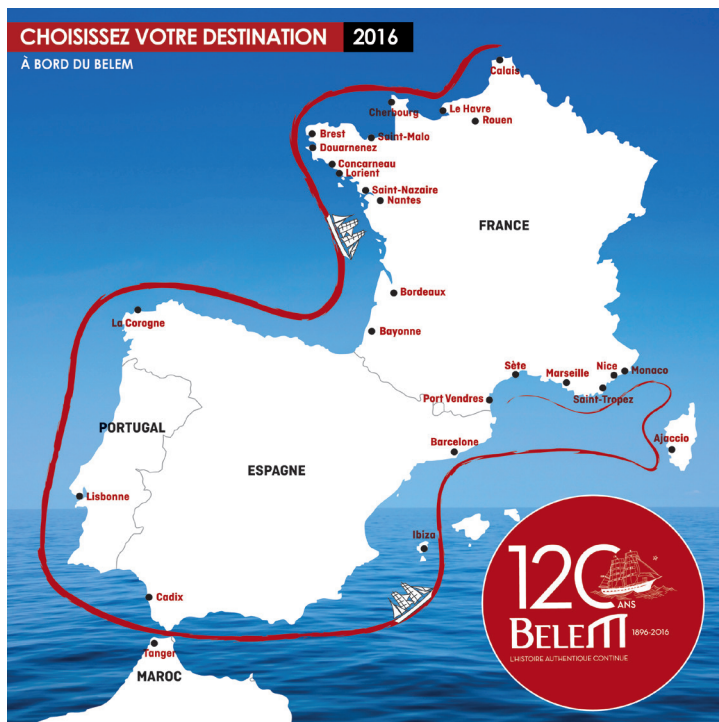 CHOISISSEZ VOTRE DESTINATION 2016
À BORD DU BELEM
Calais
Cherbourg
Le Havre
Rouen
Brest
Saint-Malo
Douarnenez
Concarneau
Lorient
Saint-Nazaire
Nantes
FRANCE
Bordeaux
La Corogne
Bayonne
Sète
Marseille
Nice
Monaco
Port Vendres
Saint-Tropez
PORTUGAL
Barcelone
Ajaccio
ESPAGNE
Lisbonne
Ibiza
Cadix
Tanger
MAROC
120 ANS
BELEM 1896-2016
L'HISTOIRE AUTHENTIQUE CONTINUE